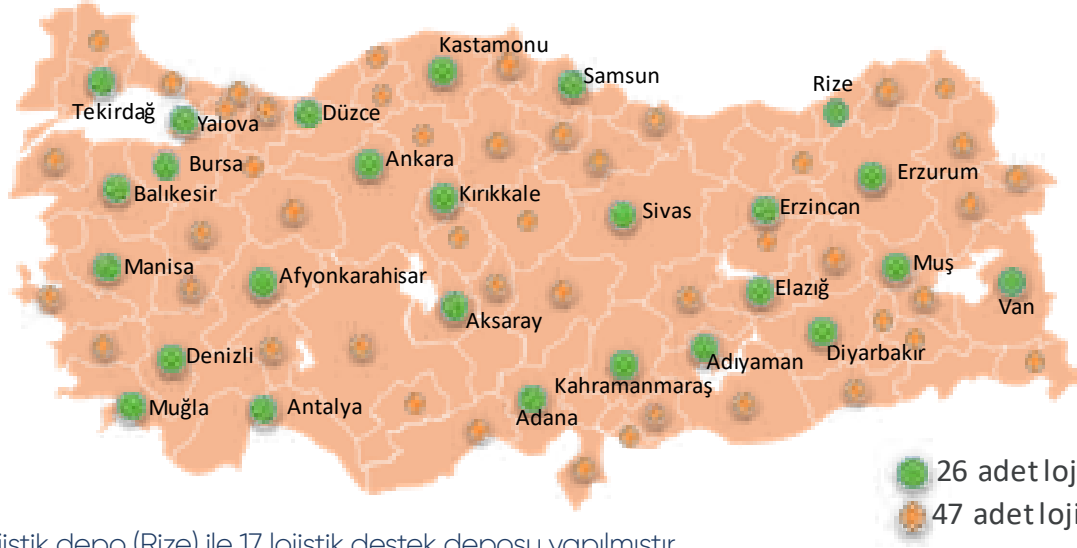 Kastamonu
Samsun
Rize
Tekirdağ
Yalova
Düzce
Bursa
Ankara
Erzurum
Balıkesir
Kırıkkale
Sivas
Erzincan
Manisa
Afyonkarahisar
Muş
Elazığ
Van
Aksaray
Denizli
Adıyaman
Diyarbakır
Kahramanmaraş
Muğla
Antalya
Adana
26 adet loj
47 adet loji
jistik depo (Rize) ile 17 lojistik destek deposu yapılmıştır